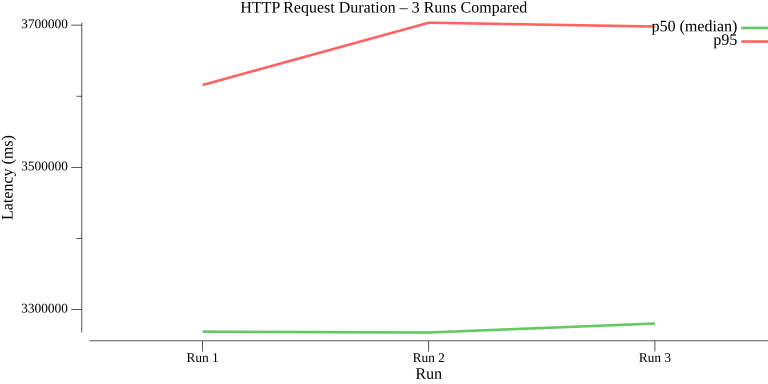 HTTP Request Duration – 3 Runs Compared
3700000
p50 (median)
p95
3500000
Latency (ms)
3300000
Run 1
Run 2
Run 3
Run